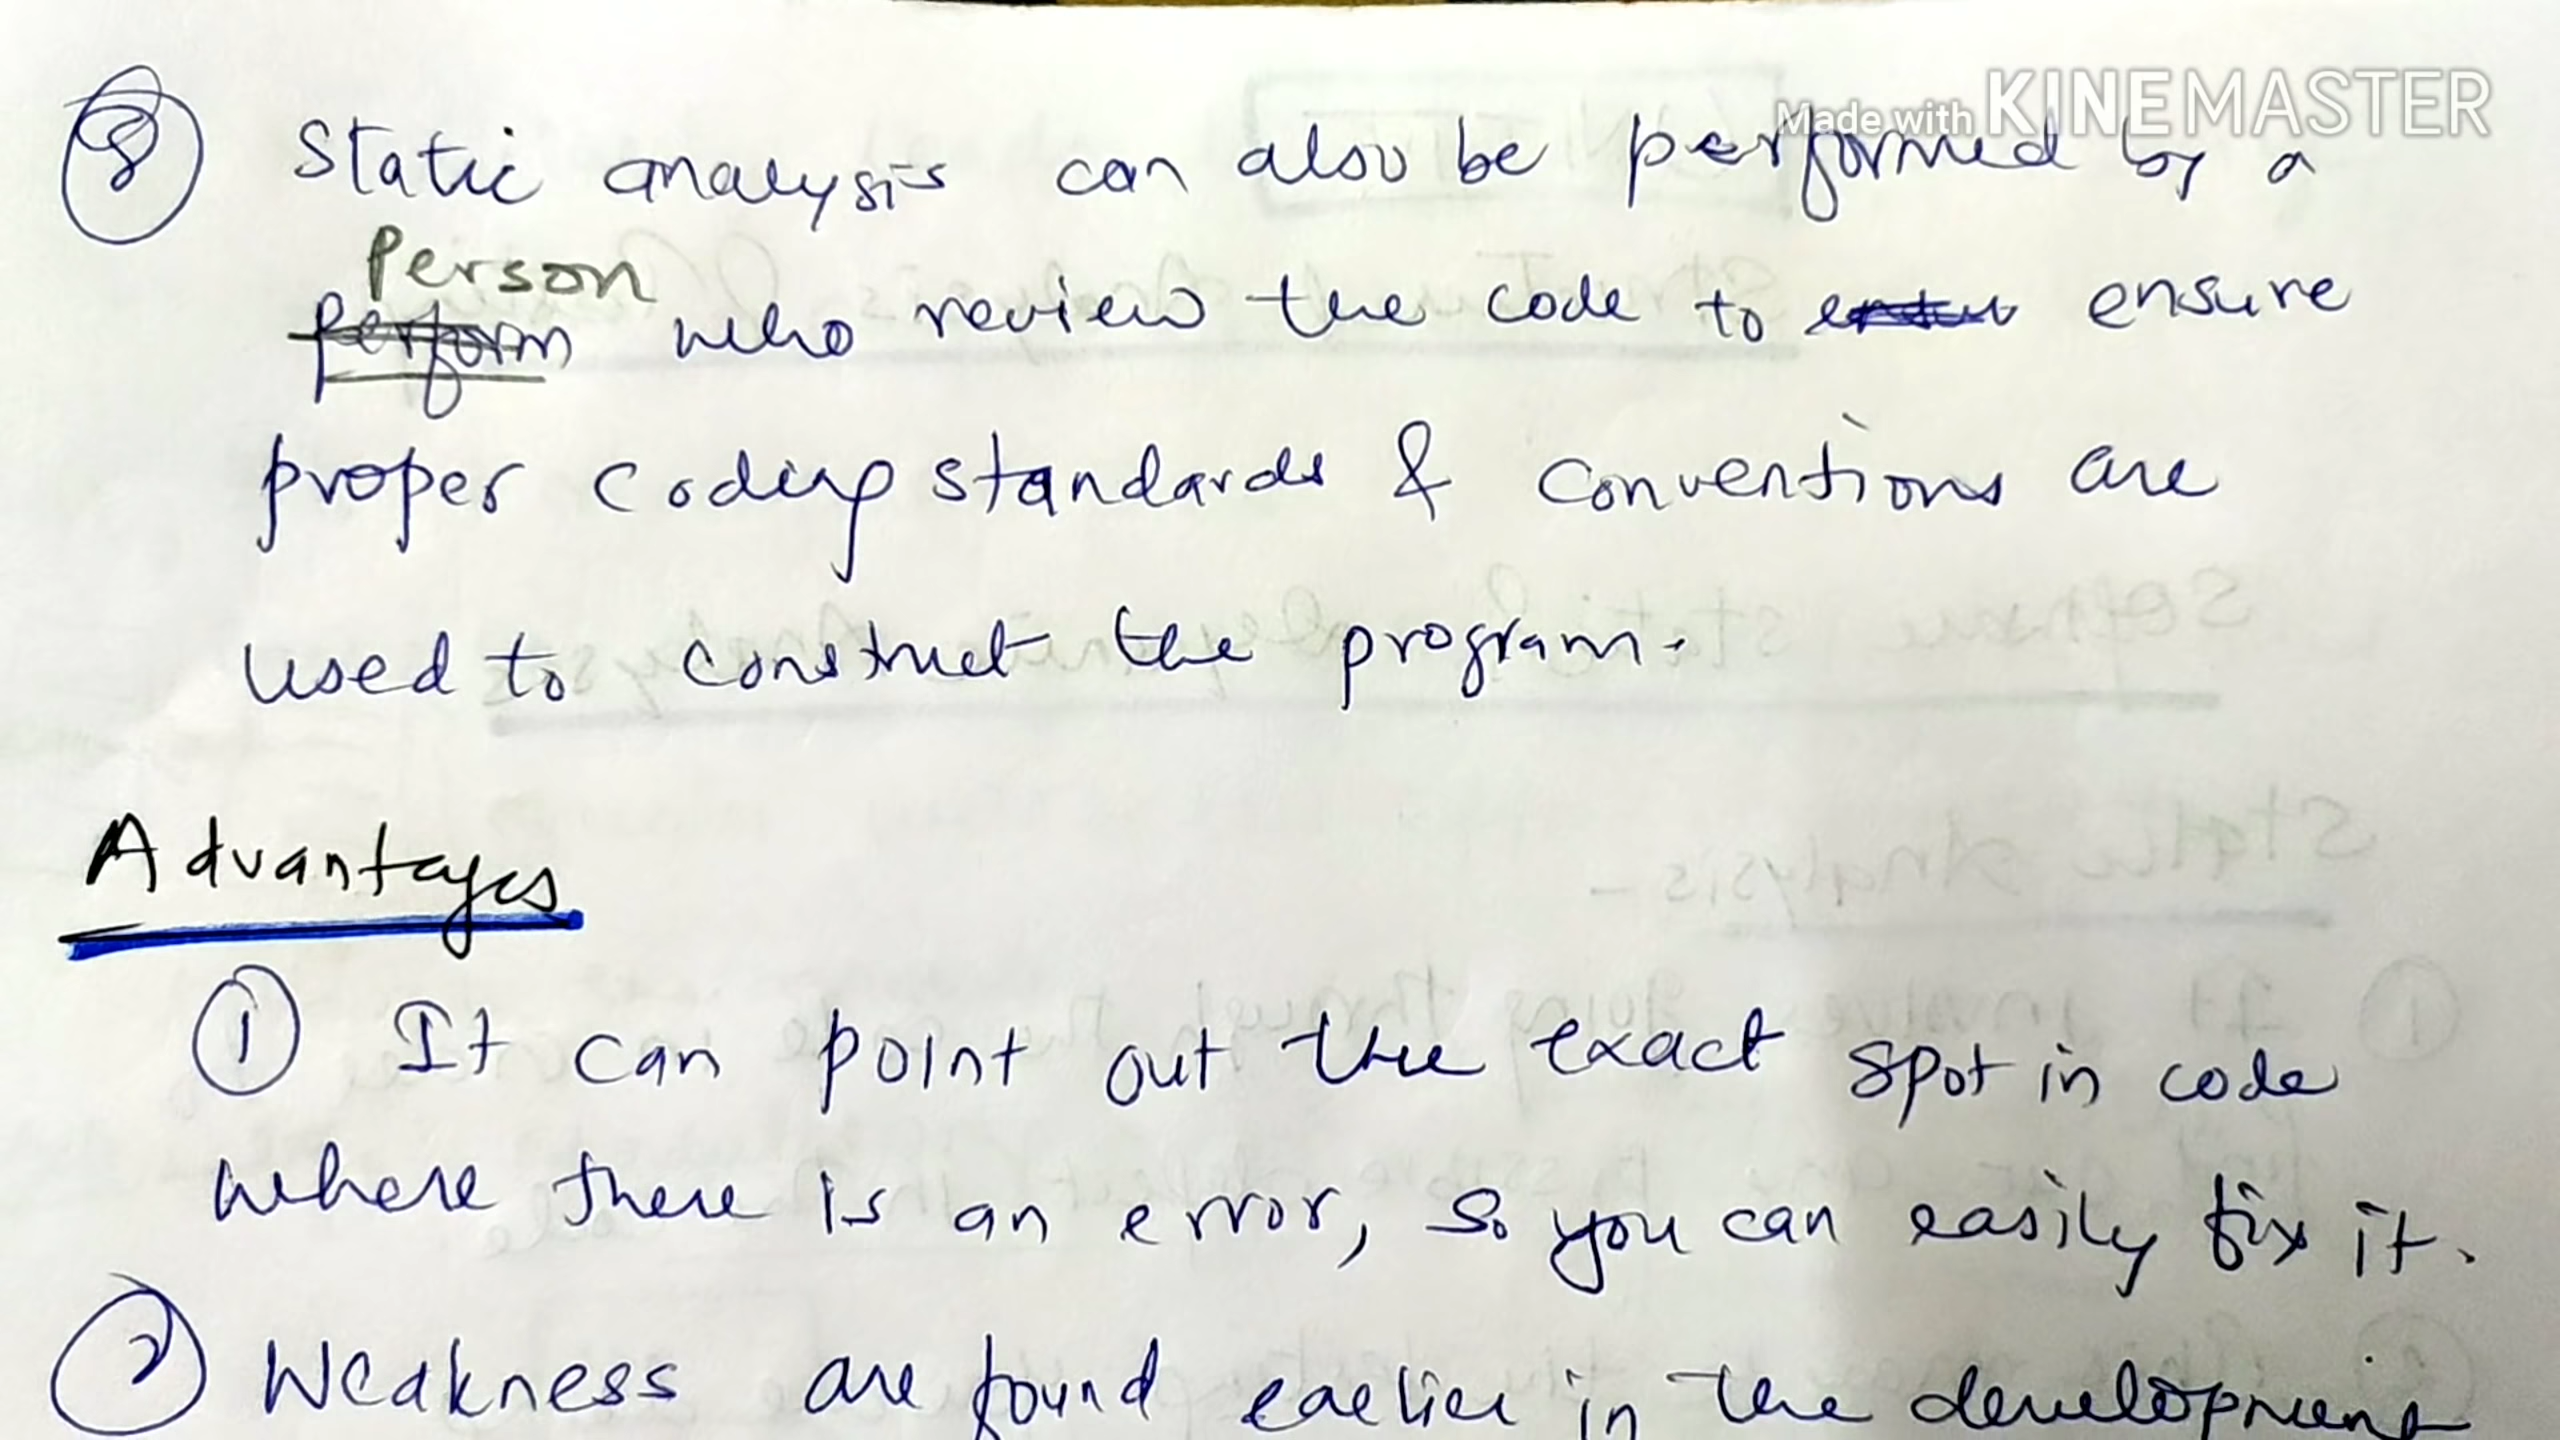 Made with KINEMASTER
8 Static analysis can also be performed by a
Person
perform who review the code to ensure
proper coding standards & conventions are
used to construct the program.
Advantages
1 It can point out the exact spot in code
where there is an error, so you can easily fix it.
2 Weakness are found earlier in the development